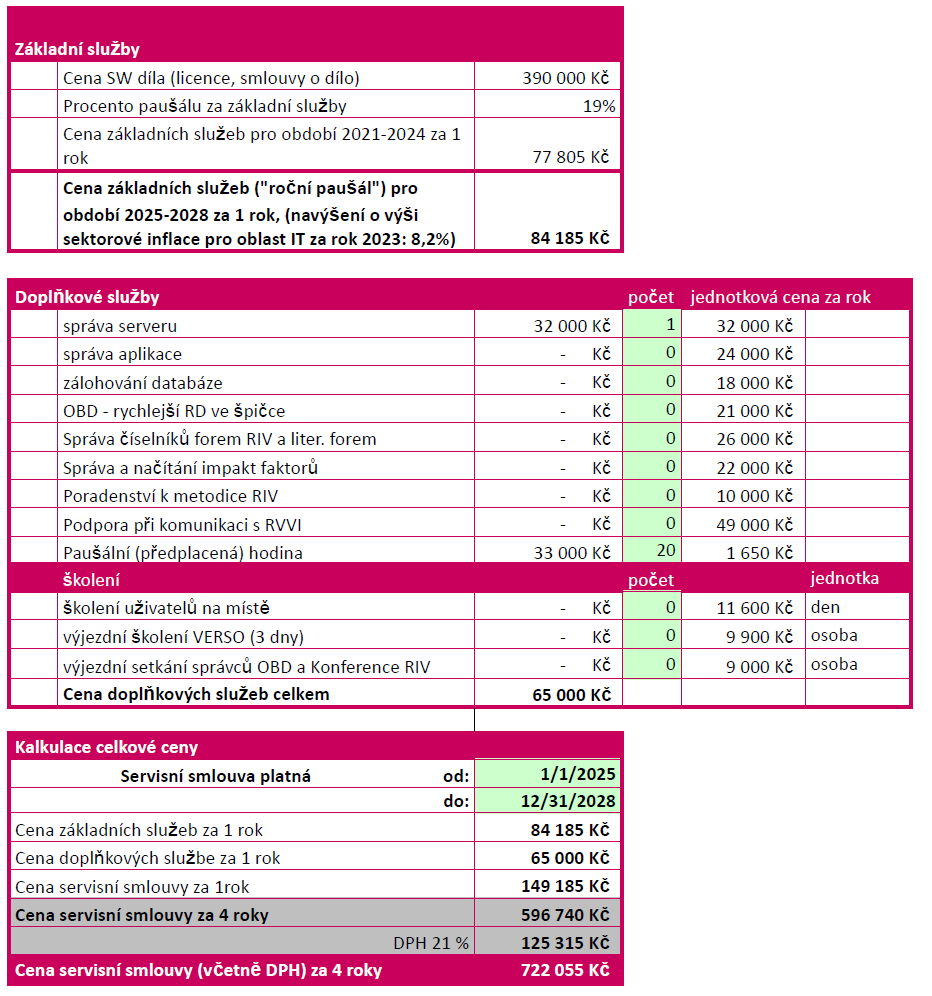 Základní služby
Cena SW díla (licence, smlouvy o dílo) 390 000 Kč
Procento paušálu za základní služby 19%
Cena základních služeb pro období 2021-2024 za 1
rok 77 805 Kč
Cena základních služeb ("roční paušál") pro
období 2025-2028 za 1 rok, (navýšení o výši
sektorové inflace pro oblast IT za rok 2023: 8,2%) 84 185 Kč
Doplňkové služby počet jednotková cena za rok
správa serveru 32 000 Kč 1 32 000 Kč
správa aplikace - Kč 0 24 000 Kč
zálohování databáze - Kč 0 18 000 Kč
OBD - rychlejší RD ve špičce - Kč 0 21 000 Kč
Správa číselníků forem RIV a liter. forem - Kč 0 26 000 Kč
Správa a načítání impakt faktorů - Kč 0 22 000 Kč
Poradenství k metodice RIV - Kč 0 10 000 Kč
Podpora při komunikaci s RVVI - Kč 0 49 000 Kč
Paušální (předplacená) hodina 33 000 Kč 20 1 650 Kč
školení počet jednotka
školení uživatelů na místě - Kč 0 11 600 Kč den
výjezdní školení VERSO (3 dny) - Kč 0 9 900 Kč osoba
výjezdní setkání správců OBD a Konference RIV - Kč 0 9 000 Kč osoba
Cena doplňkových služeb celkem 65 000 Kč
Kalkulace celkové ceny
Servisní smlouva platná od: 1/1/2025
do: 12/31/2028
Cena základních služeb za 1 rok 84 185 Kč
Cena doplňkových službe za 1 rok 65 000 Kč
Cena servisní smlouvy za 1rok 149 185 Kč
Cena servisní smlouvy za 4 roky 596 740 Kč
DPH 21 % 125 315 Kč
Cena servisní smlouvy (včetně DPH) za 4 roky 722 055 Kč